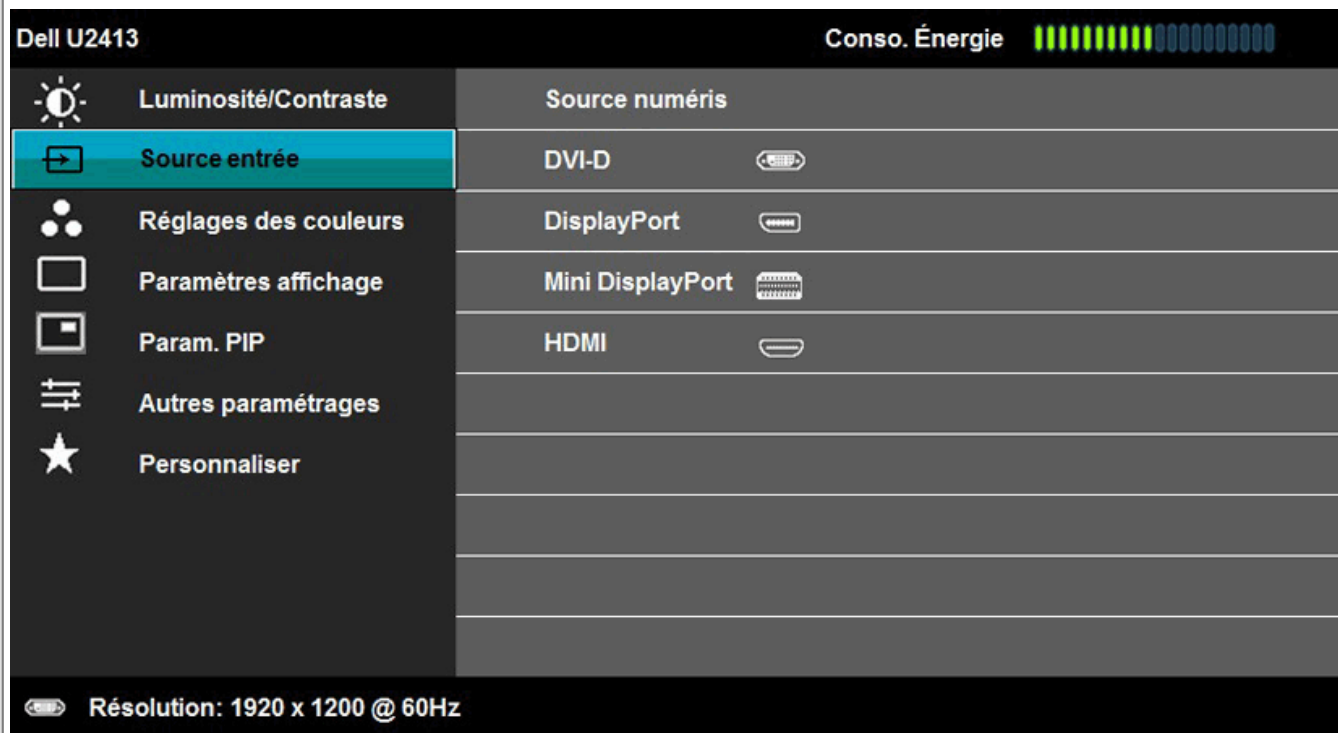 Dell U2413 Conso. Énergie
Luminosité/Contraste Source numéris
Source entrée DVI-D
Réglages des couleurs DisplayPort
Paramètres affichage Mini DisplayPort
Param. PIP HDMI
Autres paramétrages
Personnaliser
Résolution: 1920 x 1200 @ 60Hz